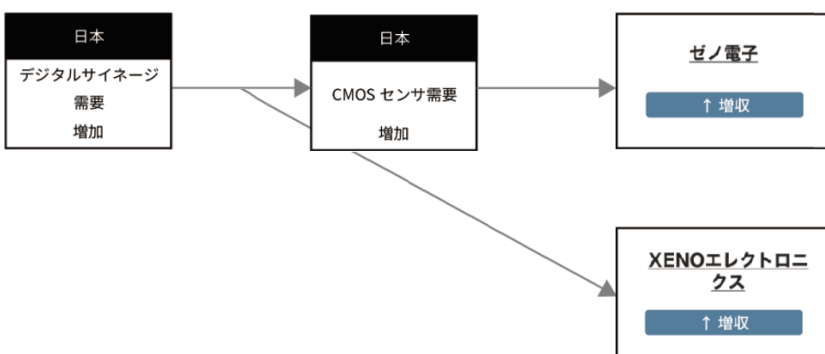 日本
デジタルサイネージ
需要
増加
日本
CMOS センサ需要
増加
ゼノ電子
↑ 増収
XENOエレクトロニ
クス
↑ 増収